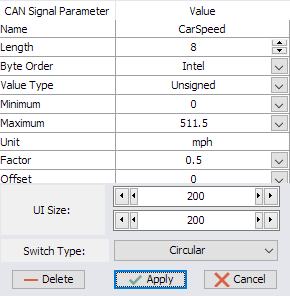 CAN Signal Parameter Value
Name CarSpeed
Length 8
Byte Order Intel
Value Type Unsigned
Minimum 0
Maximum 511.5
Unit mph
Factor 0.5
Offset 0
UI Size: 200
200
Switch Type: Circular
Delete Apply Cancel